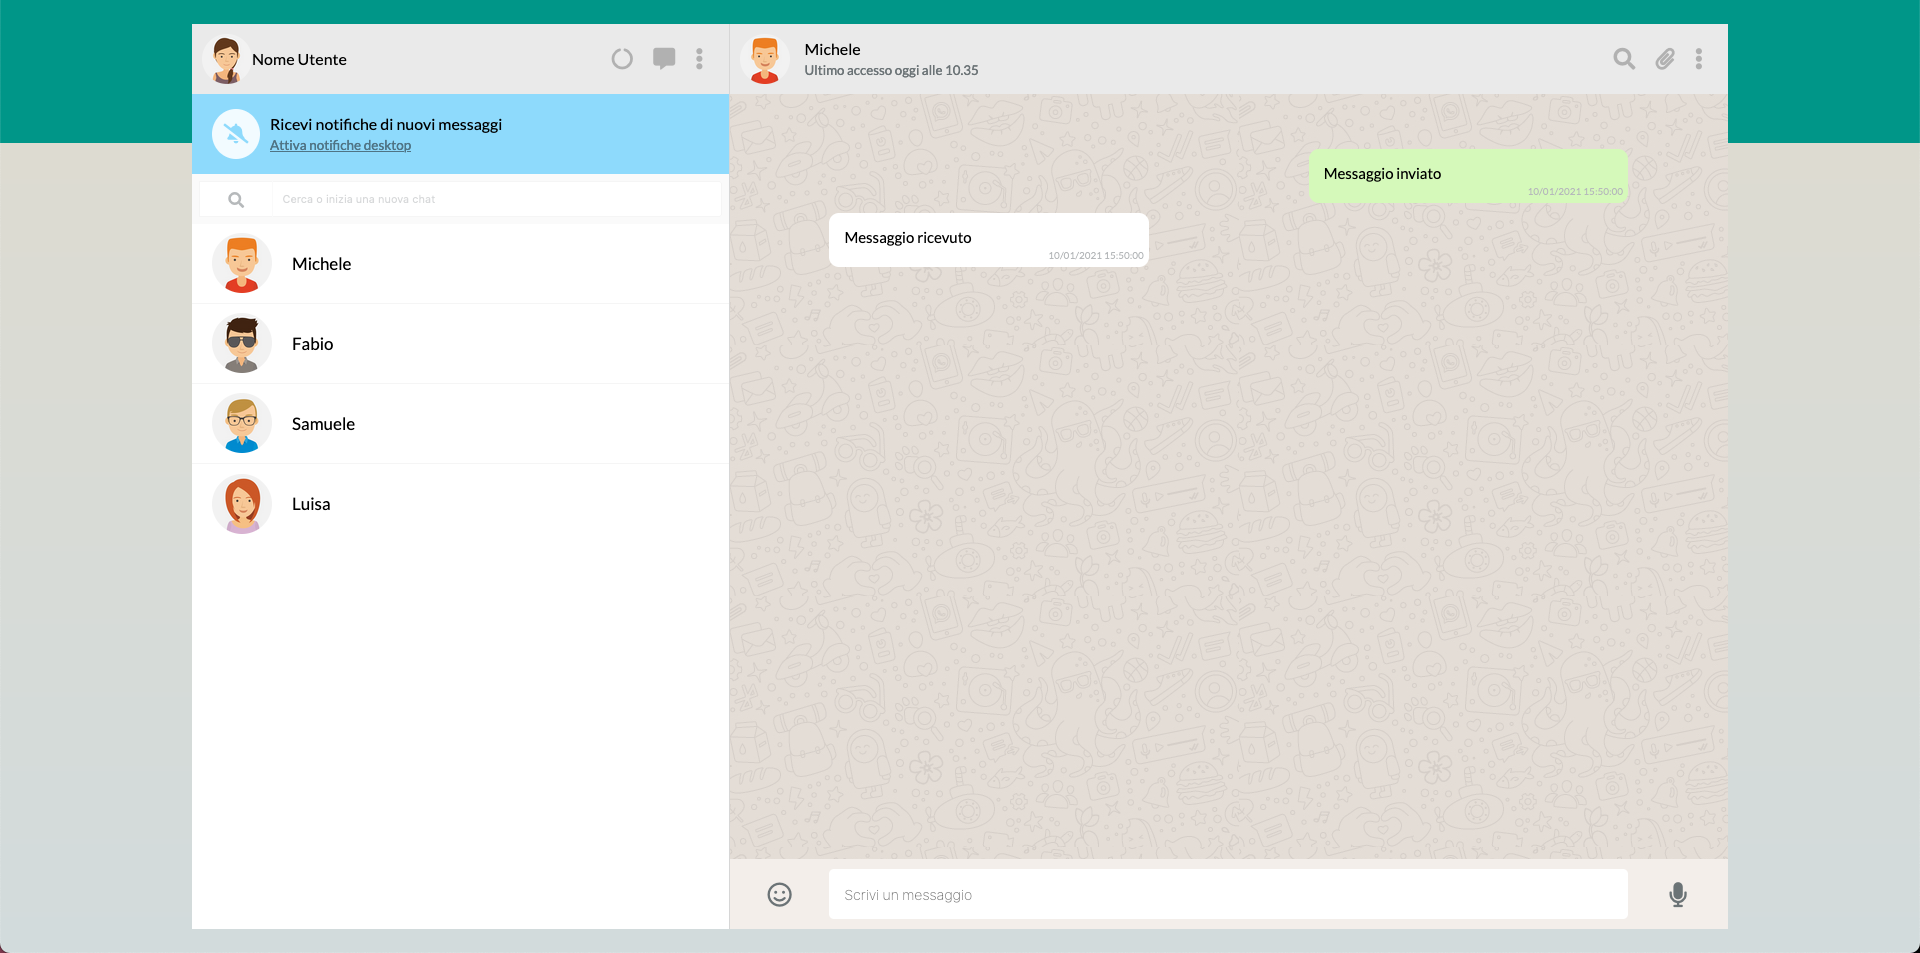 Nome Utente
Ricevi notifiche di nuovi messaggi
Attiva notifiche desktop
Cerca o inizia una nuova chat
Michele
Fabio
Samuele
Luisa
Michele
Ultimo accesso oggi alle 10.35
Messaggio inviato
10/01/2021 15:50:00
Messaggio ricevuto
10/01/2021 15:50:00
Scrivi un messaggio